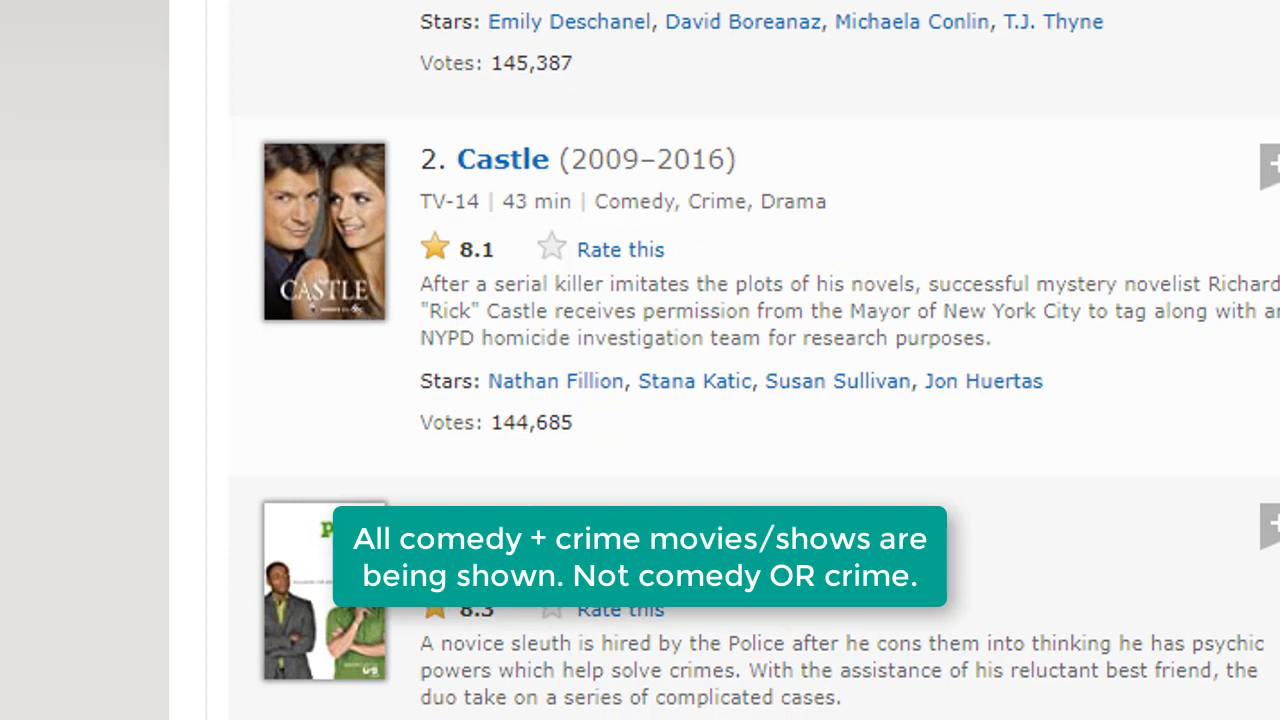 Stars: Emily Deschanel, David Boreanaz, Michaela Conlin, T.J. Thyne
Votes: 145,387
2. Castle (2009–2016)
TV-14 | 43 min | Comedy, Crime, Drama
8.1 Rate this
After a serial killer imitates the plots of his novels, successful mystery novelist Richard
"Rick" Castle receives permission from the Mayor of New York City to tag along with an
NYPD homicide investigation team for research purposes.
CASTLE
Stars: Nathan Fillion, Stana Katic, Susan Sullivan, Jon Huertas
Votes: 144,685
All comedy + crime movies/shows are
being shown. Not comedy OR crime.
8.3 Rate this
A novice sleuth is hired by the Police after he cons them into thinking he has psychic
powers which help solve crimes. With the assistance of his reluctant best friend, the
duo take on a series of complicated cases.